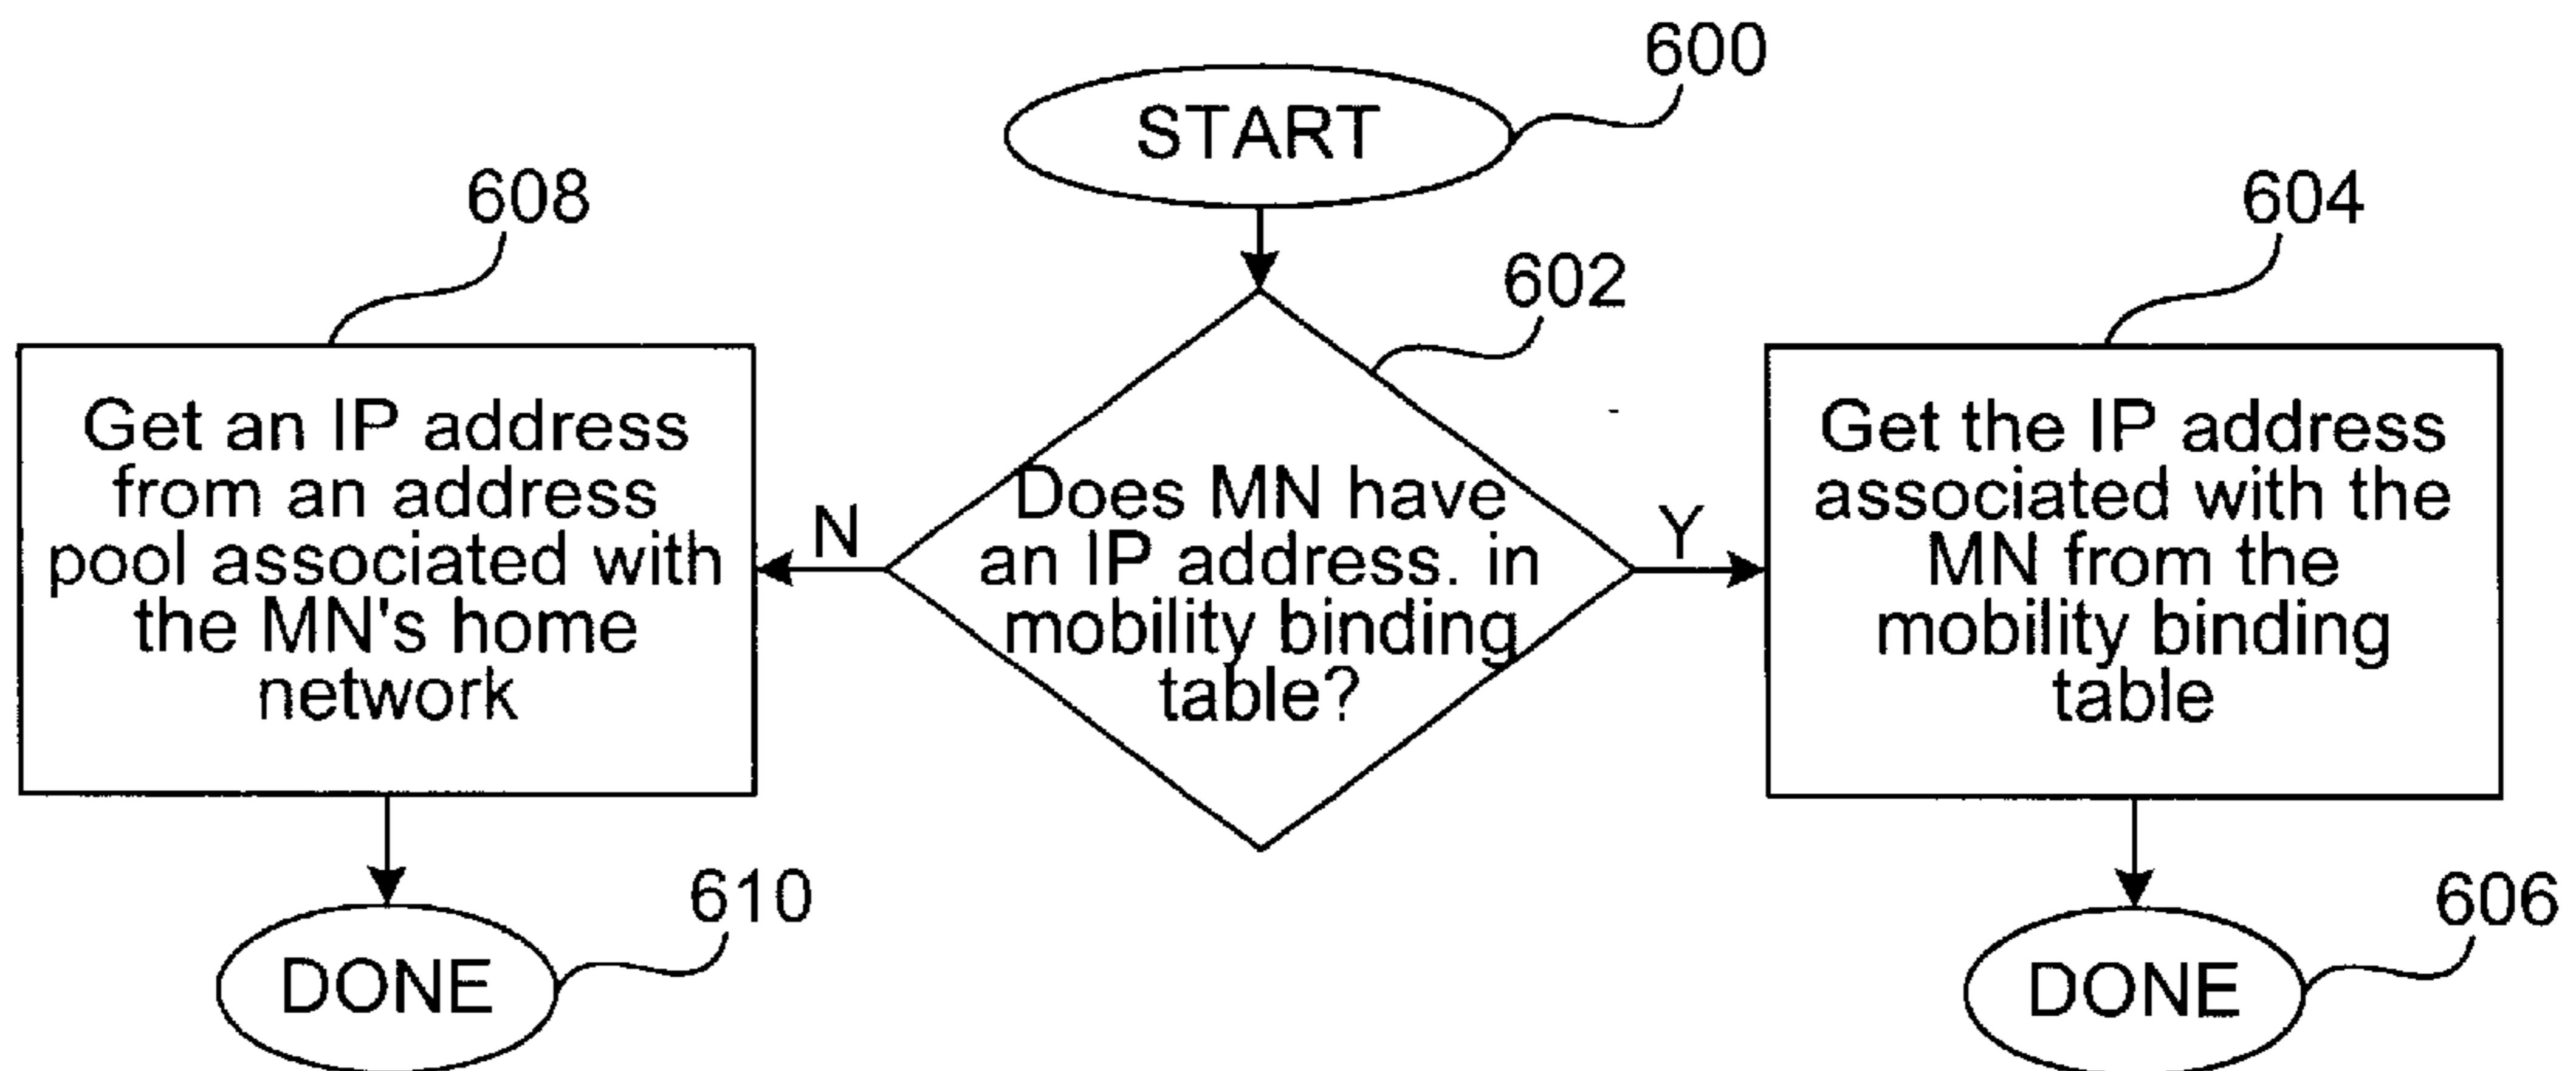 600
START
608
604
602
Get an IP address
from an address
pool associated with
the MN's home
network
N
Does MN have
an IP address. in
mobility binding
table?
Y
Get the IP address
associated with the
MN from the
mobility binding
table
610
DONE
606
DONE